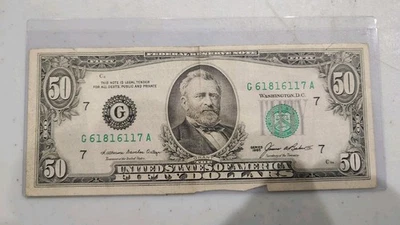 FEDERAL RESERVE NOTE
50
50
THIS NOTE IS LEGAL TENDER
FOR ALL DEBTS, PUBLIC AND PRIVATE
G 61816117 A
WASHINGTON, D.C.
7
7
G
G 61816117 A
7
7
SERIES
50
THE
UNITED STATES OF AMERICA
50
FIFTY DOLLARS